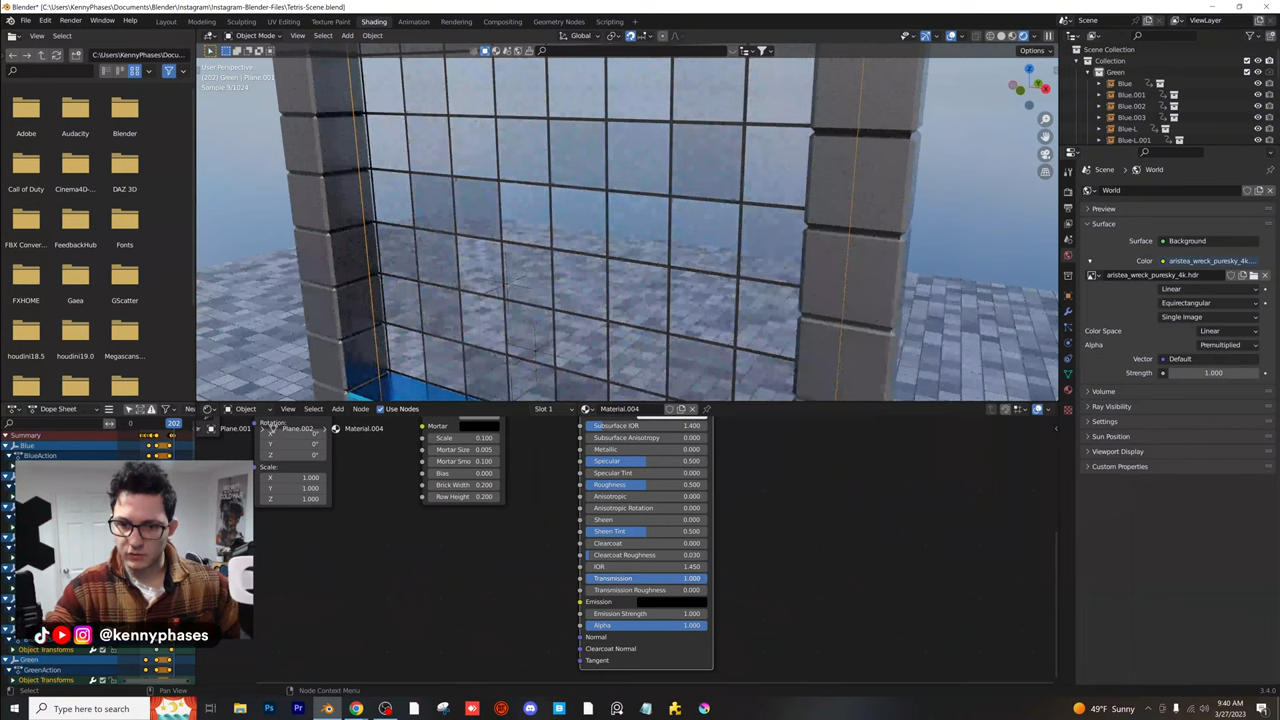 Blender* [C:\Users\KennyPhases\Documents\Blender\Instagram\Instagram-Blender-Files\Tetris-Scene.blend]
File Edit Render Window Help Layout Modeling Sculpting UV Editing Texture Paint Shading Animation Rendering Compositing Geometry Nodes Scripting Scene ViewLayer
View Select Object Mode View Select Add Object Global Options
C:\Users\KennyPhases\Docu...
User Perspective
(202) Green | Plane.001
Sample 9/1024
Adobe Audacity Blender
Call of Duty Cinema4D-... DAZ 3D
FBX Conver... FeedbackHub Fonts
FXHOME Gaea GScatter
houdini18.5 houdini19.0 Megascans...
Scene Collection
Collection
Green
Blue
Blue.001
Blue.002
Blue.003
Blue-L
Blue-L.001
Scene World
World
Preview
Surface
Surface Background
Color aristea_wreck_puresky_4k....
aristea_wreck_puresky_4k.hdr
Linear
Equirectangular
Single Image
Color Space Linear
Alpha Premultiplied
Vector Default
Strength 1.000
Volume
Ray Visibility
Settings
Sun Position
Viewport Display
Custom Properties
Dope Sheet Object View Select Add Node Use Nodes Slot 1 Material.004
0 202
Summary
Blue
BlueAction
Object Transforms
Green
GreenAction
Object Transforms
Plane.001 Plane.002 Material.004
Rotation:
X 0°
Y 0°
Z 0°
Scale:
X 1.000
Y 1.000
Z 1.000
Mortar
Scale 0.100
Mortar Size 0.005
Mortar Smo 0.100
Bias 0.000
Brick Width 0.200
Row Height 0.200
Subsurface IOR 1.400
Subsurface Anisotropy 0.000
Metallic 0.000
Specular 0.500
Specular Tint 0.000
Roughness 0.500
Anisotropic 0.000
Anisotropic Rotation 0.000
Sheen 0.000
Sheen Tint 0.500
Clearcoat 0.000
Clearcoat Roughness 0.030
IOR 1.450
Transmission 1.000
Transmission Roughness 0.000
Emission
Emission Strength 1.000
Alpha 1.000
Normal
Clearcoat Normal
Tangent
@kennyphases
Select Pan View Node Context Menu 3.4.0
Type here to search
49°F Sunny 9:40 AM
3/27/2023